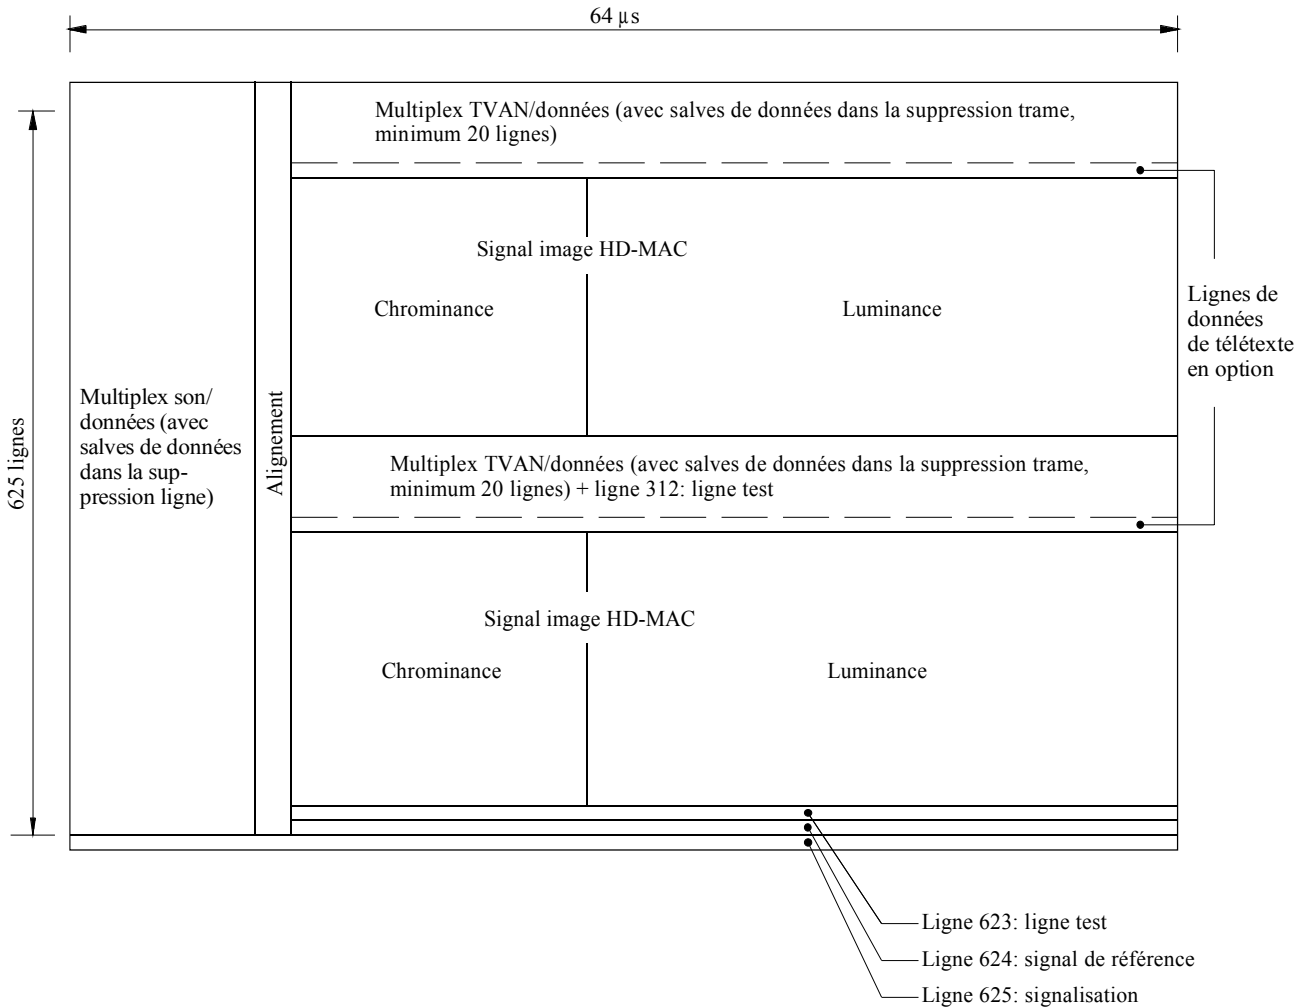 64 µs
Multiplex TVAN/données (avec salves de données dans la suppression trame,
minimum 20 lignes)
Signal image HD-MAC
Chrominance
Luminance
Lignes de
données
de télétexte
en option
625 lignes
Multiplex son/
données (avec
salves de données
dans la sup-
pression ligne)
Alignement
Multiplex TVAN/données (avec salves de données dans la suppression trame,
minimum 20 lignes) + ligne 312: ligne test
Signal image HD-MAC
Chrominance
Luminance
Ligne 623: ligne test
Ligne 624: signal de référence
Ligne 625: signalisation